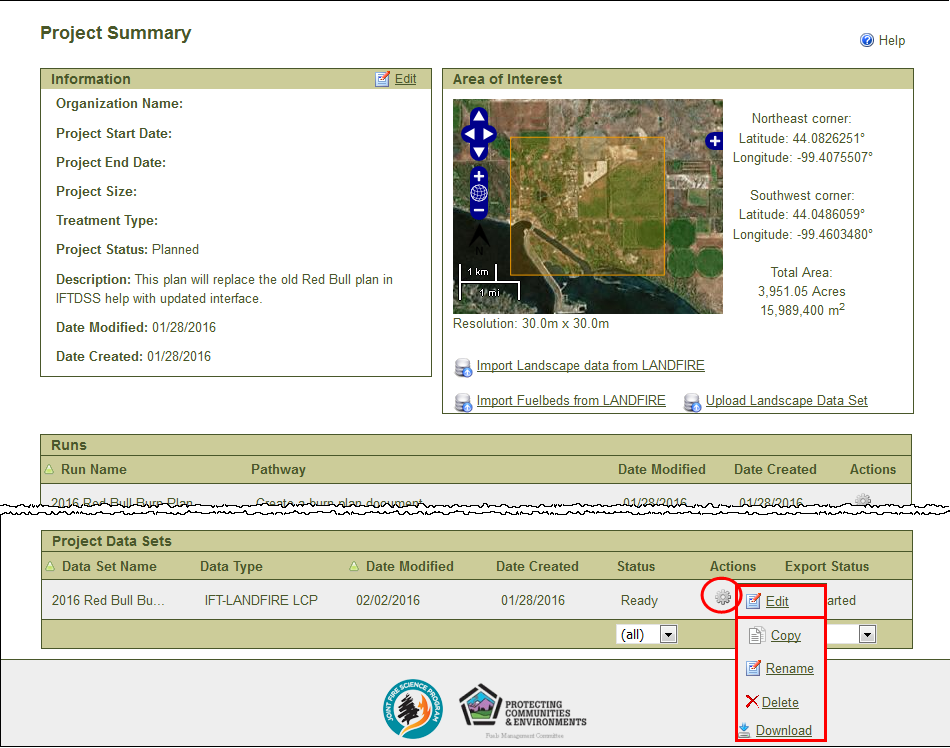 Project Summary
Help
Information
Edit
Organization Name:
Project Start Date:
Project End Date:
Project Size:
Treatment Type:
Project Status: Planned
Description: This plan will replace the old Red Bull plan in
IFTDSS help with updated interface.
Date Modified: 01/28/2016
Date Created: 01/28/2016
Area of Interest
N
1 km
1 mi
Resolution: 30.0m x 30.0m
Northeast corner:
Latitude: 44.0826251°
Longitude: -99.4075507°
Southwest corner:
Latitude: 44.0486059°
Longitude: -99.4603480°
Total Area:
3,951.05 Acres
15,989,400 m2
Import Landscape data from LANDFIRE
Import Fuelbeds from LANDFIRE
Upload Landscape Data Set
Runs
Run Name Pathway Date Modified Date Created Actions
2016 Red Bull Burn Plan Create a burn plan document 01/28/2016 01/28/2016
Project Data Sets
Data Set Name Data Type Date Modified Date Created Status Actions Export Status
2016 Red Bull Bu... IFT-LANDFIRE LCP 02/02/2016 01/28/2016 Ready arted
(all)
Edit
Copy
Rename
Delete
Download
JOINT FIRE SCIENCE PROGRAM
PROTECTING
COMMUNITIES
& ENVIRONMENTS
Fuels Management Committee